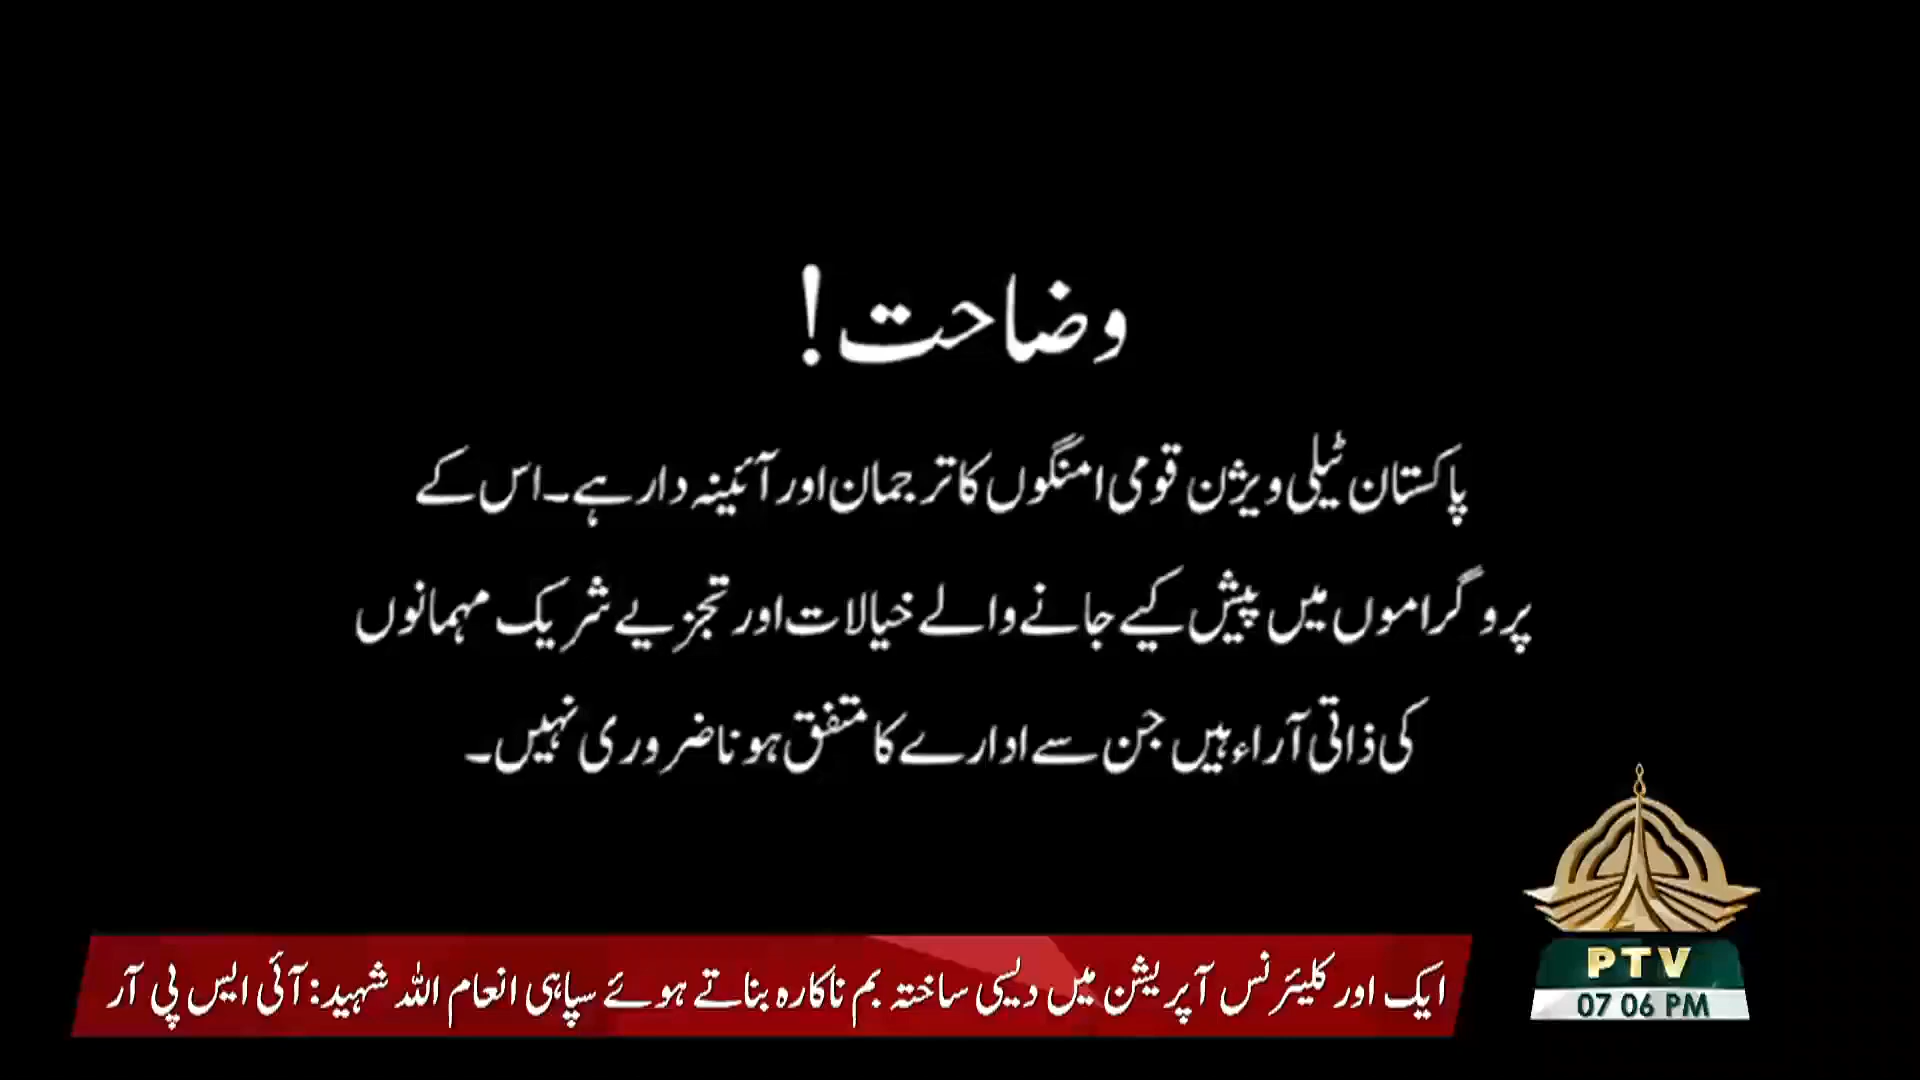 وضاحت!
پاکستان ٹیلی ویژن قومی امنگوں کا ترجمان اور آئینہ دار ہے۔ اس کے
پروگراموں میں پیش کیے جانے والے خیالات اور تجزیے شریک مہمانوں
کی ذاتی آراء ہیں جن سے ادارے کا متفق ہونا ضروری نہیں۔
ایک اور کلیئرنس آپریشن میں دیسی ساختہ بم ناکارہ بناتے ہوئے سپاہی انعام اللہ شہید: آئی ایس پی آر
PTV
07 06 PM